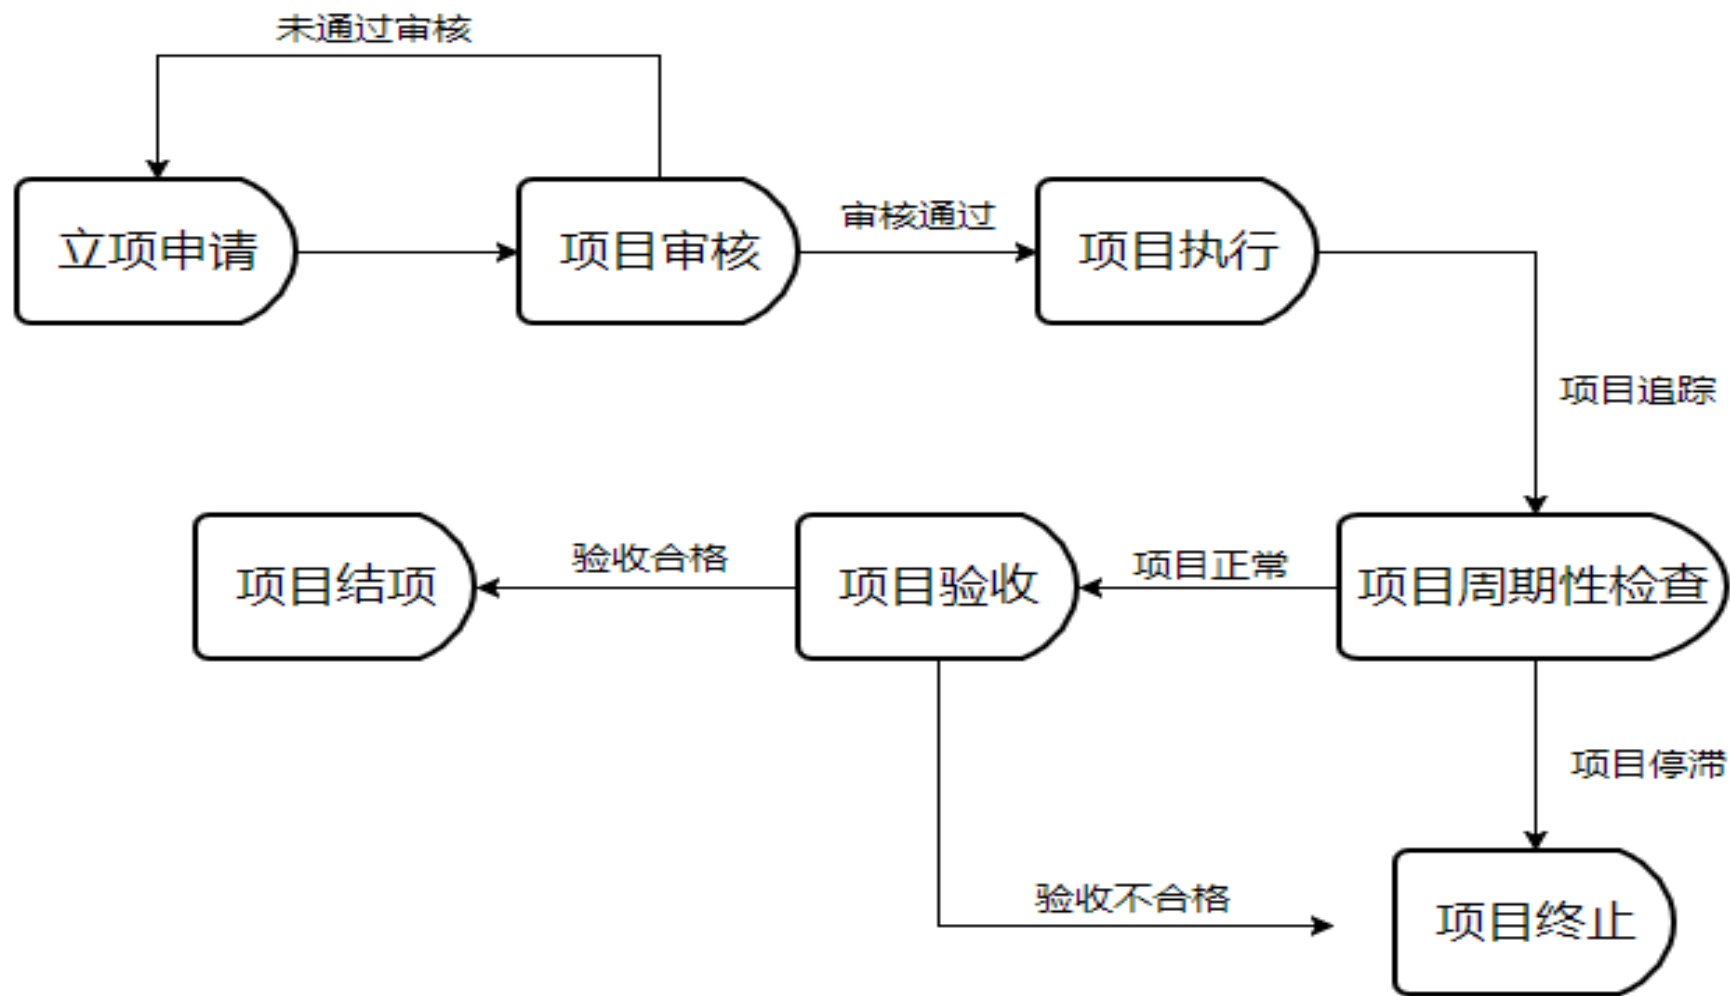 未通过审核
立项申请
项目审核
审核通过
项目执行
项目追踪
项目结项
验收合格
项目验收
项目正常
项目周期性检查
项目停滞
验收不合格
项目终止